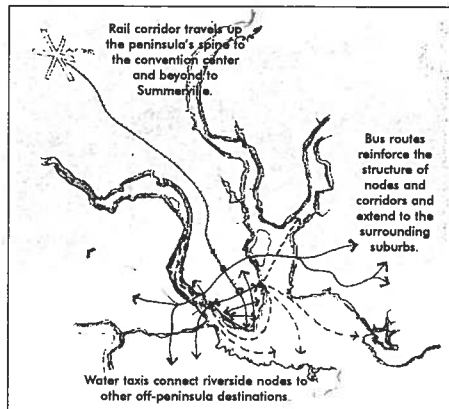 Rail corridor travels up
the peninsula's spine to
the convention center
and beyond to
Summerville.
Bus routes
reinforce the
structure of
nodes and
corridors and
extend to the
surrounding
suburbs.
Water taxis connect riverside nodes to
other off-peninsula destinations.